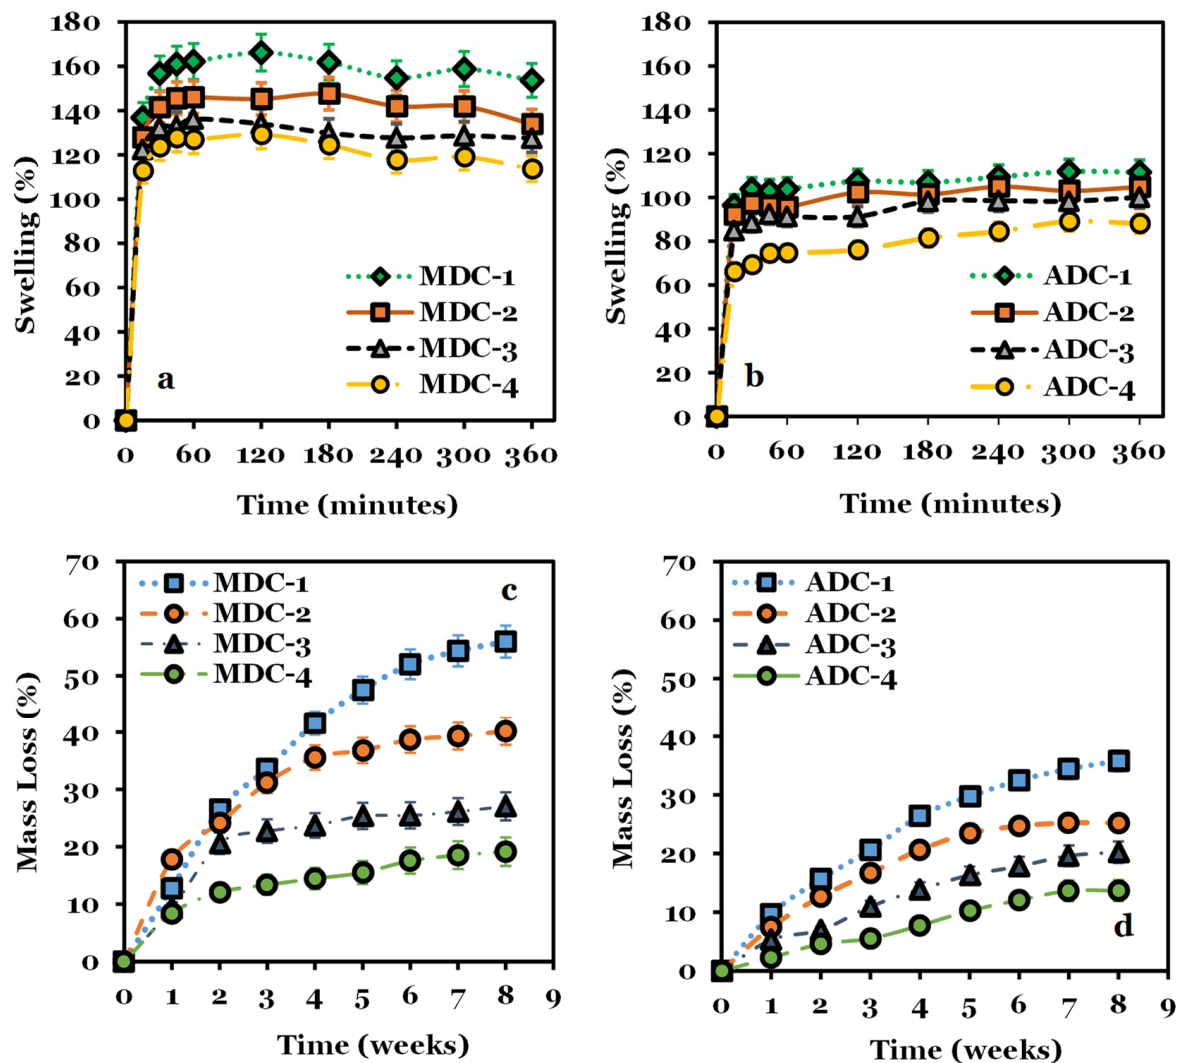 180
160
140
120
100
80
60
40
20
0
Swelling (%)
MDC-1
MDC-2
MDC-3
MDC-4
a
0 60 120 180 240 300 360
Time (minutes)
180
160
140
120
100
80
60
40
20
0
Swelling (%)
ADC-1
ADC-2
ADC-3
ADC-4
b
0 60 120 180 240 300 360
Time (minutes)
70
60
50
40
30
20
10
0
Mass Loss (%)
MDC-1
MDC-2
MDC-3
MDC-4
c
0 1 2 3 4 5 6 7 8 9
Time (weeks)
70
60
50
40
30
20
10
0
Mass Loss (%)
ADC-1
ADC-2
ADC-3
ADC-4
d
0 1 2 3 4 5 6 7 8 9
Time (weeks)